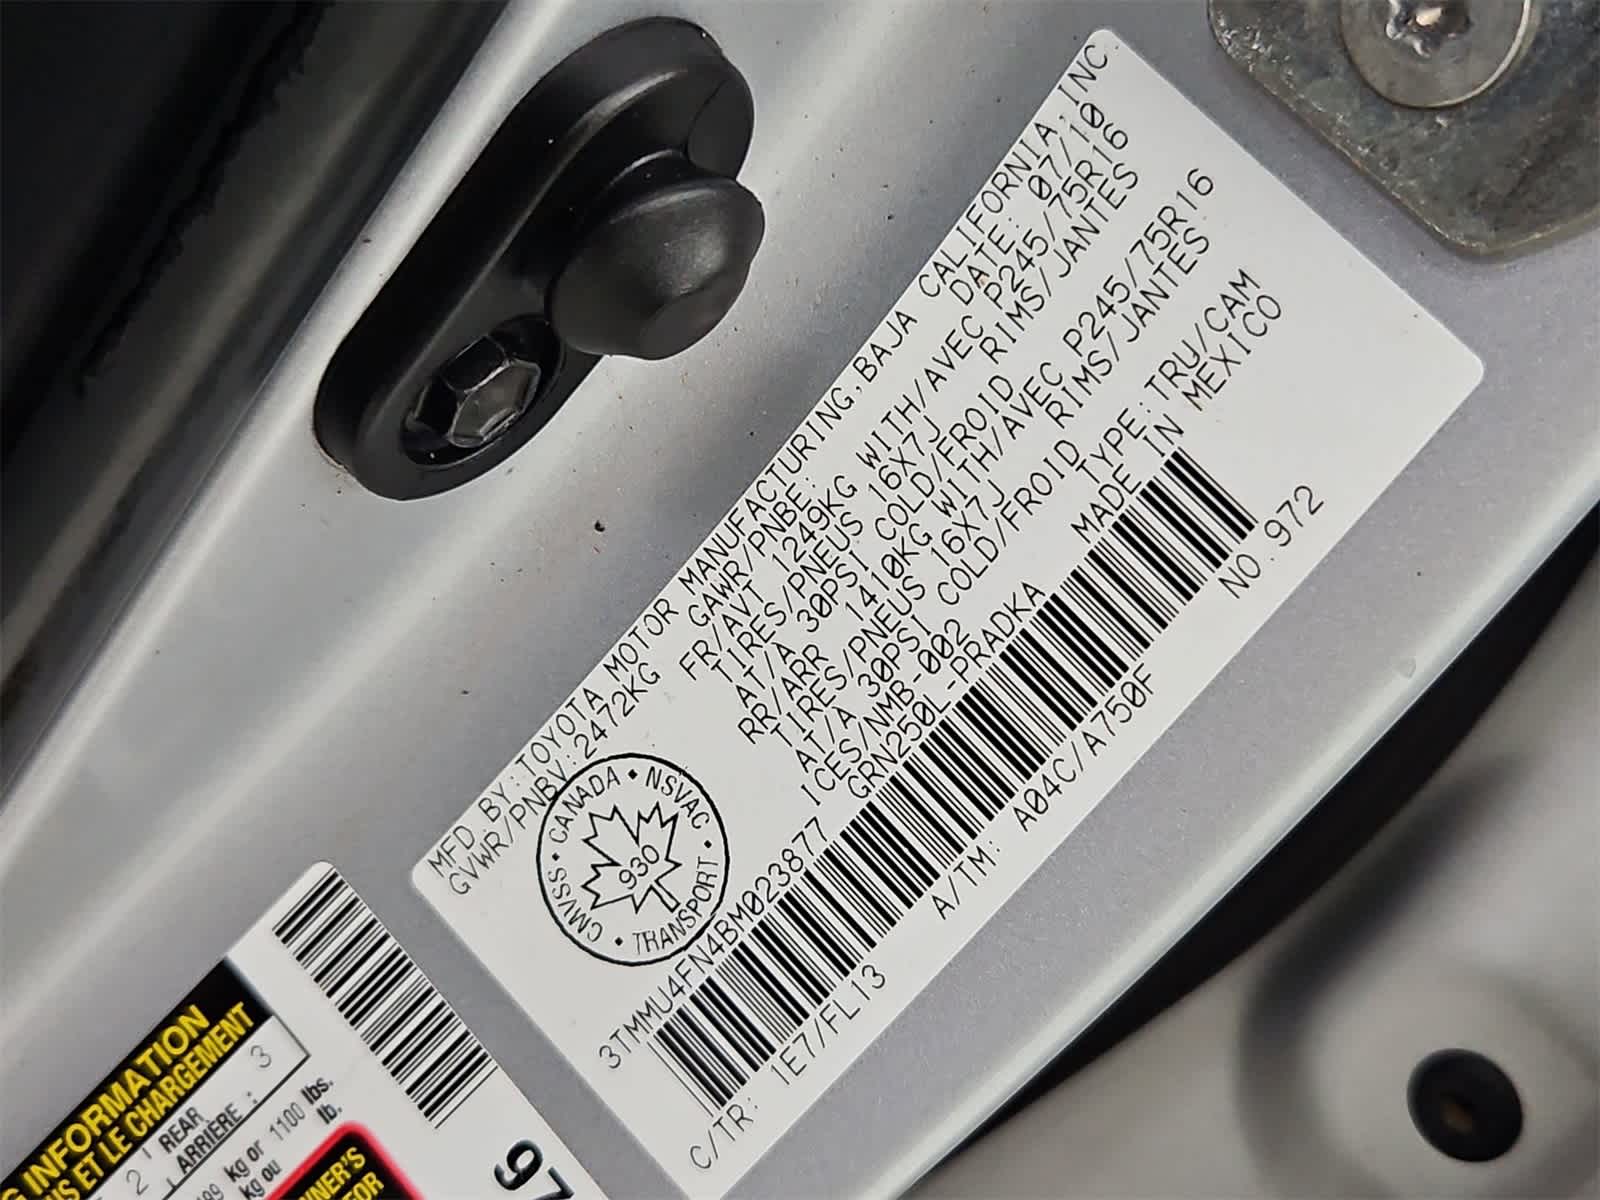 MFD BY: TOYOTA MOTOR MANUFACTURING, BAJA CALIFORNIA, INC
GVWR/PNBV: 2472KG GAWR/PNBE: DATE: 07/10
FR/AVT 1249KG WITH/AVEC P245/75R16
TIRES/PNEUS 16X7J RIMS/JANTES
AT/A 30PSI COLD/FROID
RR/ARR 1410KG WITH/AVEC P245/75R16
TIRES/PNEUS 16X7J RIMS/JANTES
AT/A 30PSI COLD/FROID
ICES/NMB-002 TYPE: TRU/CAM
GRN250L-PRADKA MADE IN MEXICO
CANADA · NSVAC · TRANSPORT · CMVSS
930
3TMMU4FN4BM02387
NO.972
C/TR: 1E7/FL13 A/TM: A04C/A750F
INFORMATION
ET LE CHARGEMENT
2 REAR
ARRIÈRE : 3
kg or 1100 lbs.
kg ou lb.
97